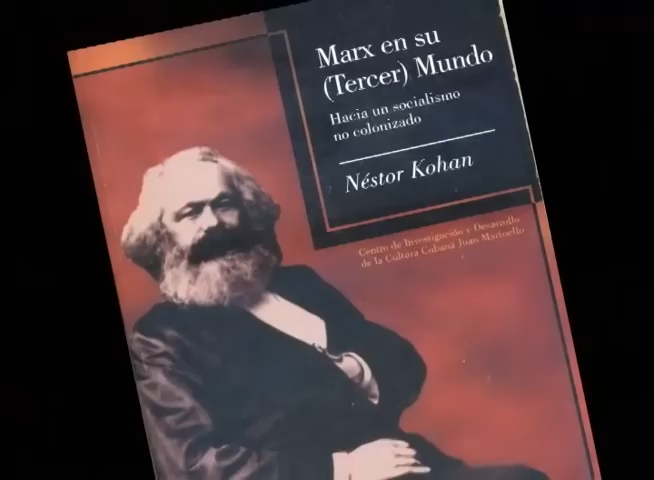 Marx en su
(Tercer) Mundo
Hacia un socialismo
no colonizado
Néstor Kohan
Centro de Investigación y Desarrollo
de la Cultura Cubana Juan Marinello